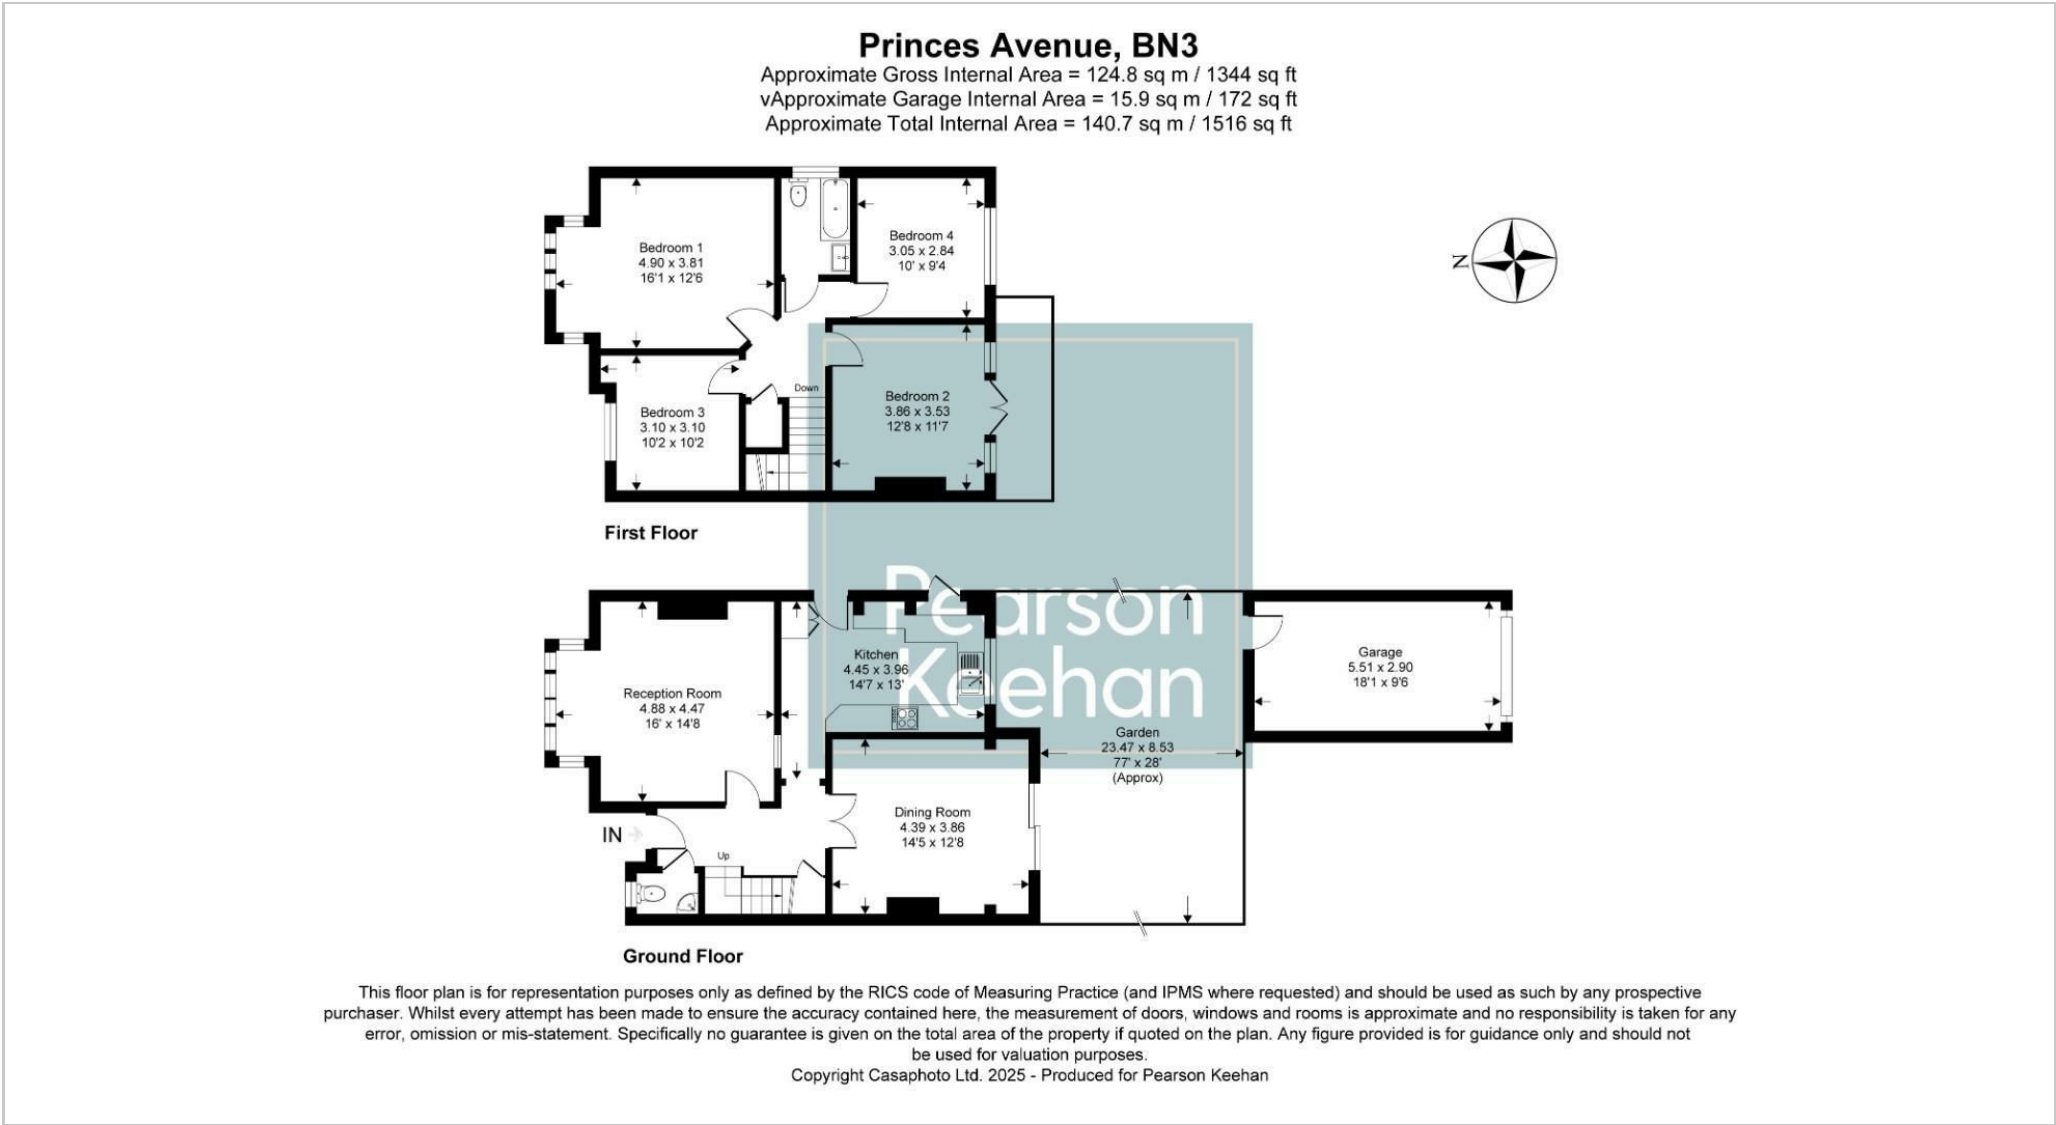 Princes Avenue, BN3
Approximate Gross Internal Area = 124.8 sq m / 1344 sq ft
vApproximate Garage Internal Area = 15.9 sq m / 172 sq ft
Approximate Total Internal Area = 140.7 sq m / 1516 sq ft
Bedroom 1
4.90 x 3.81
16'1 x 12'6
Bedroom 4
3.05 x 2.84
10' x 9'4
N
Bedroom 3
3.10 x 3.10
10'2 x 10'2
Down
Bedroom 2
3.86 x 3.53
12'8 x 11'7
First Floor
Pearson
Keehan
Reception Room
4.88 x 4.47
16' x 14'8
Kitchen
4.45 x 3.96
14'7 x 13'
Garage
5.51 x 2.90
18'1 x 9'6
Garden
23.47 x 8.53
77' x 28'
(Approx)
IN
Up
Dining Room
4.39 x 3.86
14'5 x 12'8
Ground Floor
This floor plan is for representation purposes only as defined by the RICS code of Measuring Practice (and IPMS where requested) and should be used as such by any prospective
purchaser. Whilst every attempt has been made to ensure the accuracy contained here, the measurement of doors, windows and rooms is approximate and no responsibility is taken for any
error, omission or mis-statement. Specifically no guarantee is given on the total area of the property if quoted on the plan. Any figure provided is for guidance only and should not
be used for valuation purposes.
Copyright Casaphoto Ltd. 2025 - Produced for Pearson Keehan